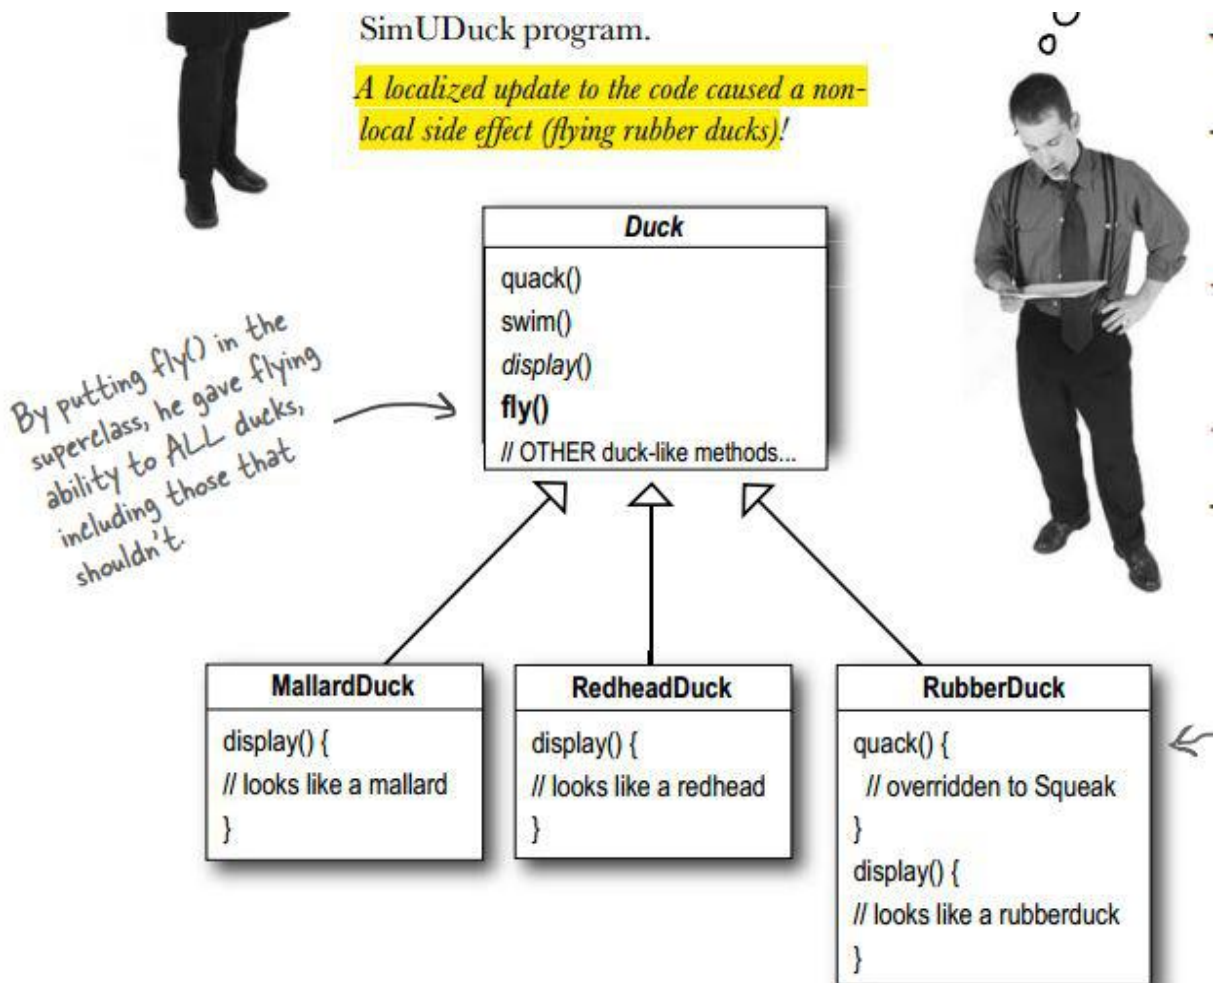 SimUDuck program.
A localized update to the code caused a non-
local side effect (flying rubber ducks)!
Duck
quack()
swim()
display()
fly()
// OTHER duck-like methods...
By putting fly() in the
superclass, he gave flying
ability to ALL ducks,
including those that
shouldn't.
MallardDuck
display() {
// looks like a mallard
}
RedheadDuck
display() {
// looks like a redhead
}
RubberDuck
quack() {
// overridden to Squeak
}
display() {
// looks like a rubberduck
}